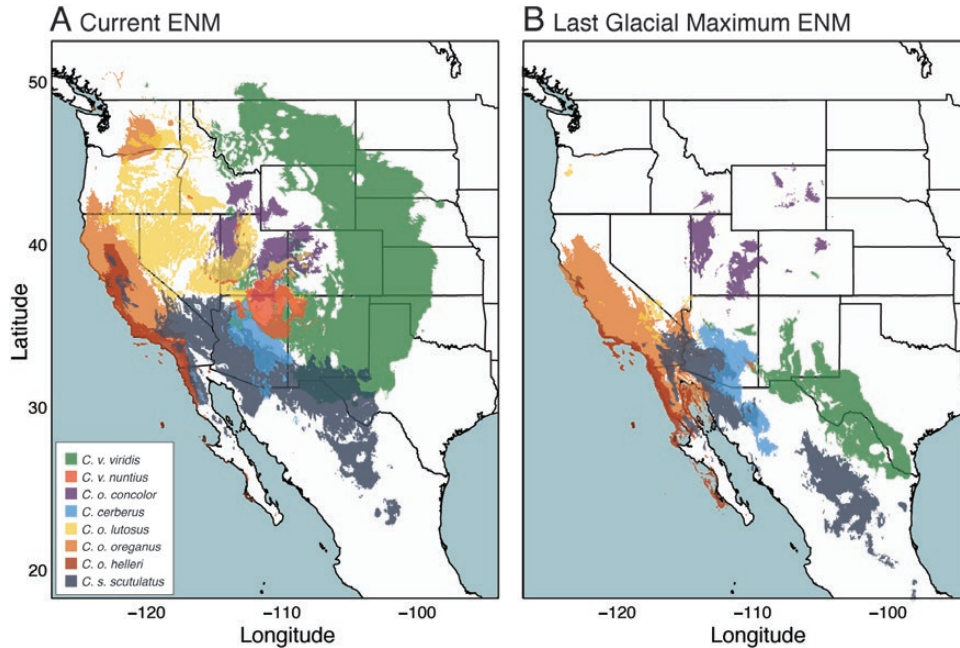 A Current ENM
B Last Glacial Maximum ENM
Latitude
50
40
30
20
C. v. viridis
C. v. nuntius
C. o. concolor
C. cerberus
C. o. lutosus
C. o. oreganus
C. o. helleri
C. s. scutulatus
−120 −110 −100
−120 −110 −100
Longitude
Longitude